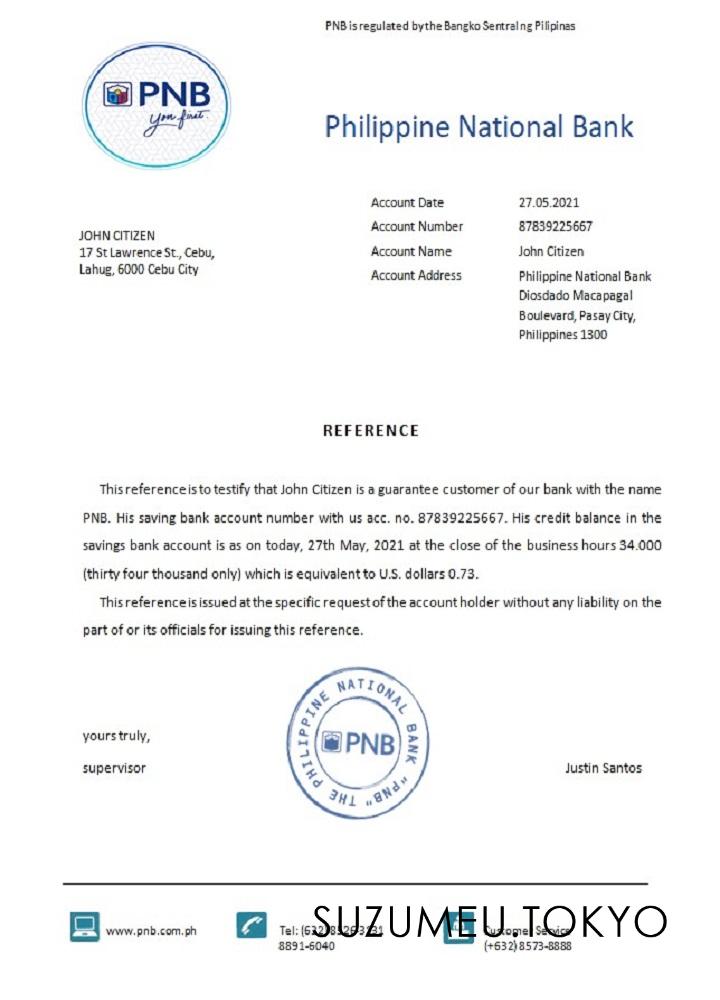 PNB is regulated by the Bangko Sentral ng Pilipinas
PNB
You first.
Philippine National Bank
JOHN CITIZEN
17 St Lawrence St., Cebu,
Lahug, 6000 Cebu City
Account Date 27.05.2021
Account Number 87839225667
Account Name John Citizen
Account Address Philippine National Bank
Diosdado Macapagal
Boulevard, Pasay City,
Philippines 1300
REFERENCE
This reference is to testify that John Citizen is a guarantee customer of our bank with the name
PNB. His saving bank account number with us acc. no. 87839225667. His credit balance in the
savings bank account is as on today, 27th May, 2021 at the close of the business hours 34.000
(thirty four thousand only) which is equivalent to U.S. dollars 0.73.
This reference is issued at the specific request of the account holder without any liability on the
part of or its officials for issuing this reference.
yours truly,
supervisor
THE PHILIPPINE NATIONAL BANK "PNB"
PNB
Justin Santos
www.pnb.com.ph
Tel:
8891-6040
Customer Service
(+632) 8573-8888
SUZUMEU.TOKYO